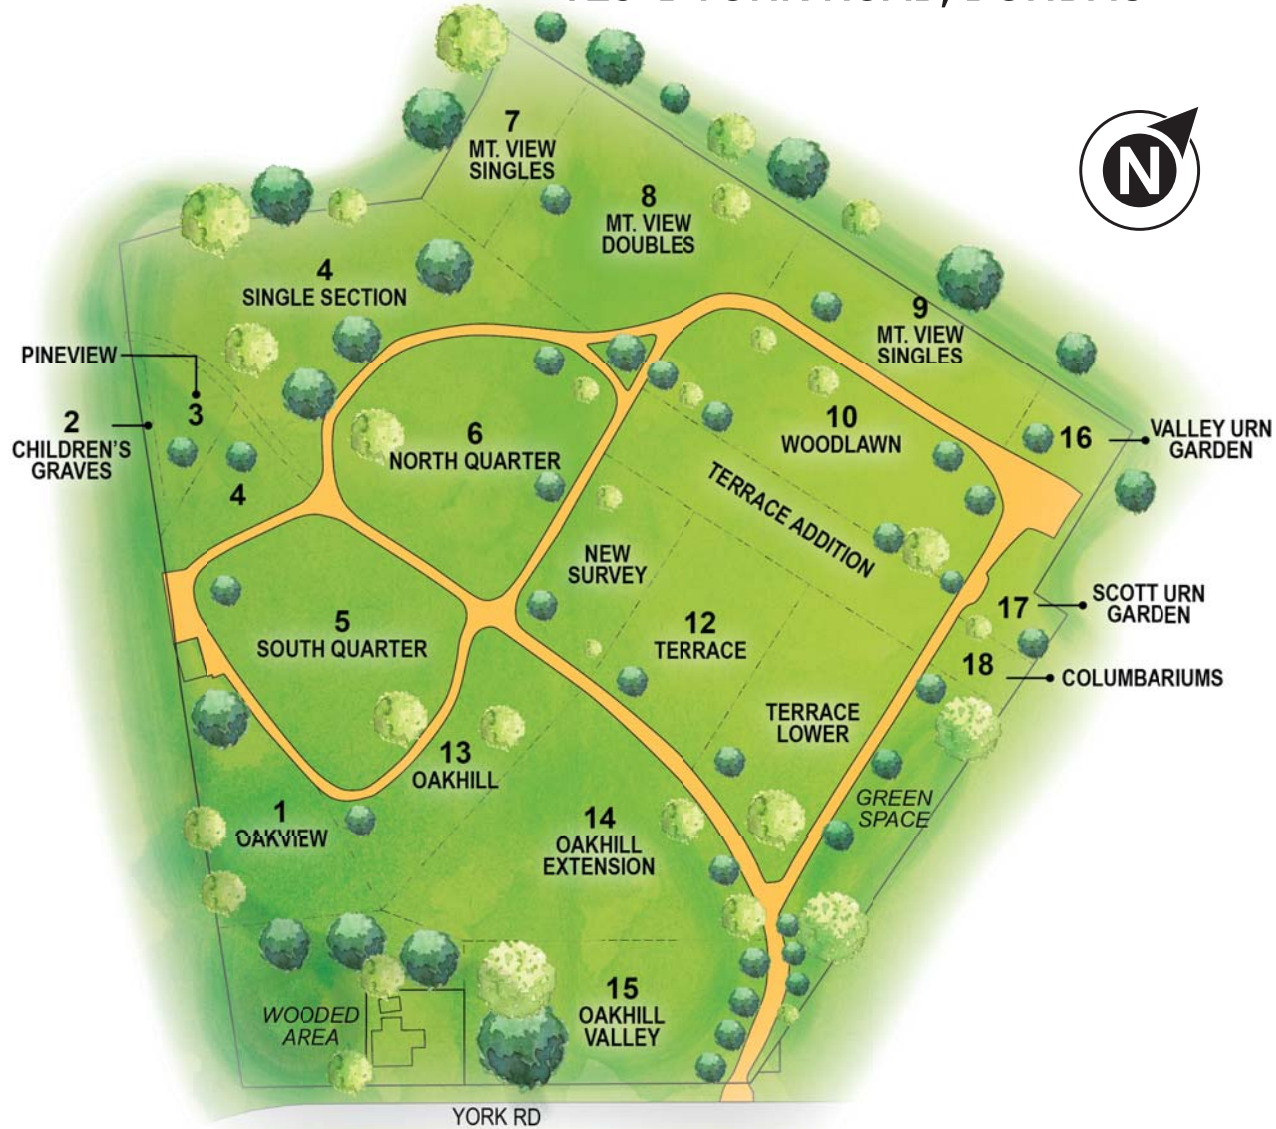 N
7
MT. VIEW
SINGLES
8
MT. VIEW
DOUBLES
4
SINGLE SECTION
9
MT. VIEW
SINGLES
PINEVIEW
3
2
CHILDREN'S
GRAVES
4
6
NORTH QUARTER
10
WOODLAWN
16
VALLEY URN
GARDEN
TERRACE ADDITION
NEW
SURVEY
5
SOUTH QUARTER
12
TERRACE
17
SCOTT URN
GARDEN
18
COLUMBARIUMS
TERRACE
LOWER
13
OAKHILL
GREEN
SPACE
1
OAKVIEW
14
OAKHILL
EXTENSION
WOODED
AREA
15
OAKHILL
VALLEY
YORK RD